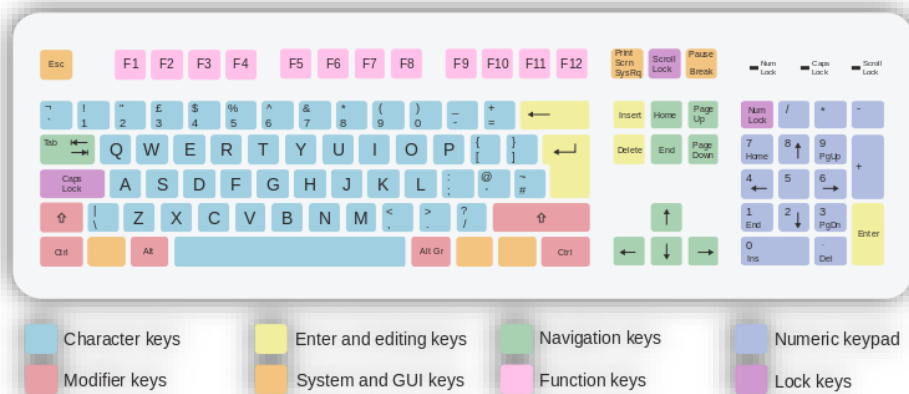 Esc F1 F2 F3 F4 F5 F6 F7 F8 F9 F10 F11 F12 Print Scrn SysRq Scroll Lock Pause Break Num Lock Caps Lock Scroll Lock
¬ ` ! 1 " 2 £ 3 $ 4 % 5 ^ 6 & 7 * 8 ( 9 ) 0 _ - + = Insert Home Page Up Num Lock / * -
Tab Q W E R T Y U I O P { [ } ] Delete End Page Down 7 Home 8 9 PgUp +
Caps Lock A S D F G H J K L : ; @ ' ~ # 4 5 6
| \ Z X C V B N M < , > . ? / 1 End 2 3 PgDn Enter
Ctrl Alt Alt Gr Ctrl 0 Ins . Del
Character keys Enter and editing keys Navigation keys Numeric keypad
Modifier keys System and GUI keys Function keys Lock keys